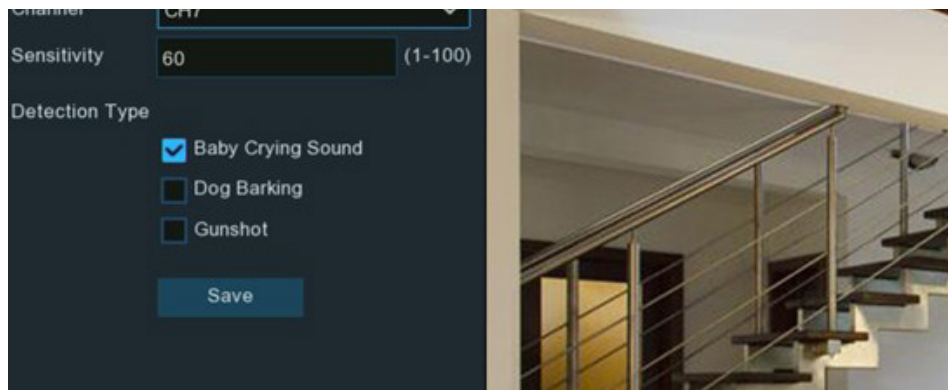 Channel CH7
Sensitivity 60 (1-100)
Detection Type
Baby Crying Sound
Dog Barking
Gunshot
Save